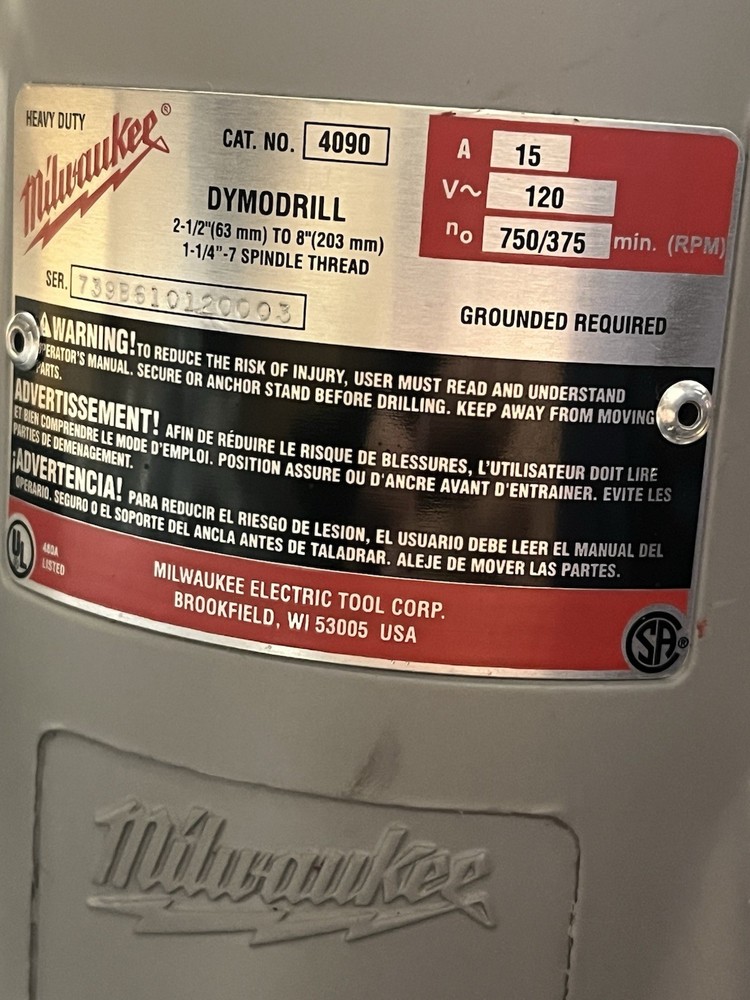 HEAVY DUTY
Milwaukee®
CAT. NO. 4090
DYMODRILL
2-1/2"(63 mm) TO 8"(203 mm)
1-1/4"-7 SPINDLE THREAD
SER. 739B610120003
A 15
V~ 120
no 750/375 min. (RPM)
GROUNDED REQUIRED
WARNING! TO REDUCE THE RISK OF INJURY, USER MUST READ AND UNDERSTAND
OPERATOR'S MANUAL. SECURE OR ANCHOR STAND BEFORE DRILLING. KEEP AWAY FROM MOVING
PARTS.
ADVERTISSEMENT! AFIN DE RÉDUIRE LE RISQUE DE BLESSURES, L'UTILISATEUR DOIT LIRE
ET BIEN COMPRENDRE LE MODE D'EMPLOI. POSITION ASSURE OU D'ANCRE AVANT D'ENTRAINER. EVITE LES
PARTIES DE DEMENAGEMENT.
¡ADVERTENCIA! PARA REDUCIR EL RIESGO DE LESION, EL USUARIO DEBE LEER EL MANUAL DEL
OPERARIO. SEGURO O EL SOPORTE DEL ANCLA ANTES DE TALADRAR. ALEJE DE MOVER LAS PARTES.
UL
480A
LISTED
MILWAUKEE ELECTRIC TOOL CORP.
BROOKFIELD, WI 53005 USA
SA®
Milwaukee